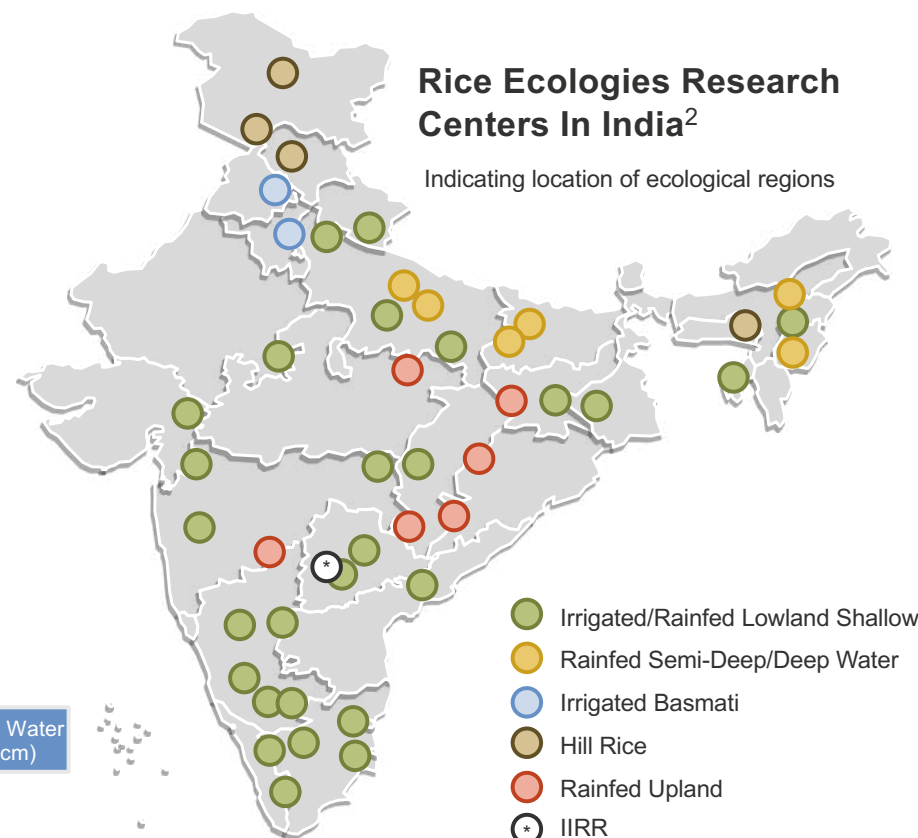 Rice Ecologies Research
Centers In India2
Indicating location of ecological regions
*
Irrigated/Rainfed Lowland Shallow
Rainfed Semi-Deep/Deep Water
Irrigated Basmati
Water
cm)
Hill Rice
Rainfed Upland
* IIRR